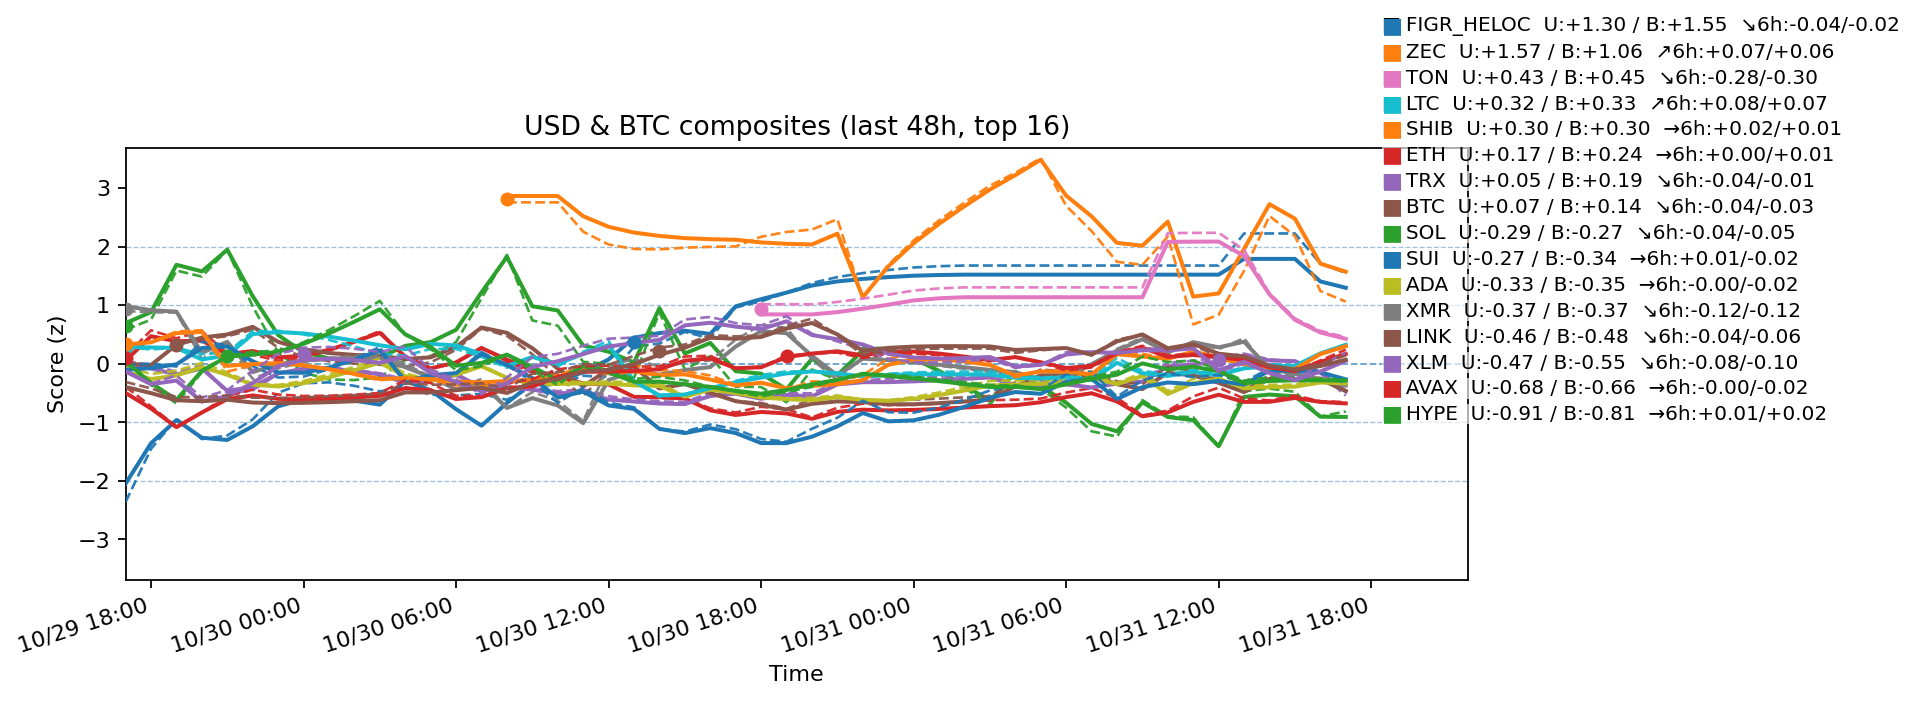 FIGR_HELOC U:+1.30 / B:+1.55 ↘6h:-0.04/-0.02
ZEC U:+1.57 / B:+1.06 ↗6h:+0.07/+0.06
TON U:+0.43 / B:+0.45 ↘6h:-0.28/-0.30
LTC U:+0.32 / B:+0.33 ↗6h:+0.08/+0.07
SHIB U:+0.30 / B:+0.30 →6h:+0.02/+0.01
ETH U:+0.17 / B:+0.24 →6h:+0.00/+0.01
TRX U:+0.05 / B:+0.19 ↘6h:-0.04/-0.01
BTC U:+0.07 / B:+0.14 ↘6h:-0.04/-0.03
SOL U:-0.29 / B:-0.27 ↘6h:-0.04/-0.05
SUI U:-0.27 / B:-0.34 →6h:+0.01/-0.02
ADA U:-0.33 / B:-0.35 →6h:-0.00/-0.02
XMR U:-0.37 / B:-0.37 ↘6h:-0.12/-0.12
LINK U:-0.46 / B:-0.48 ↘6h:-0.04/-0.06
XLM U:-0.47 / B:-0.55 ↘6h:-0.08/-0.10
AVAX U:-0.68 / B:-0.66 →6h:-0.00/-0.02
HYPE U:-0.91 / B:-0.81 →6h:+0.01/+0.02
USD & BTC composites (last 48h, top 16)
Score (z)
3
2
1
0
−1
−2
−3
10/29 18:00
10/30 00:00
10/30 06:00
10/30 12:00
10/30 18:00
10/31 00:00
10/31 06:00
10/31 12:00
10/31 18:00
Time